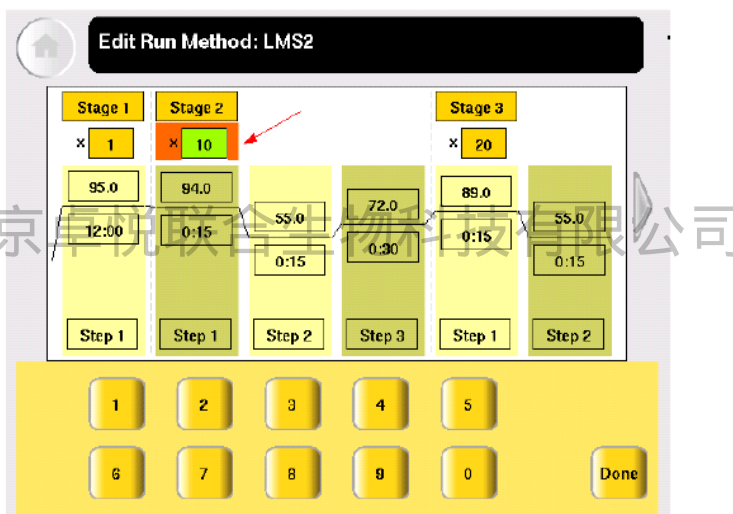 Edit Run Method: LMS2
Stage 1 Stage 2 Stage 3
× 1 × 10 × 20
95.0 94.0 55.0 72.0 89.0 55.0
12:00 0:15 0:15 0:30 0:15 0:15
京卓悦联合生物科技有限公司
Step 1 Step 1 Step 2 Step 3 Step 1 Step 2
1 2 3 4 5
6 7 8 9 0 Done